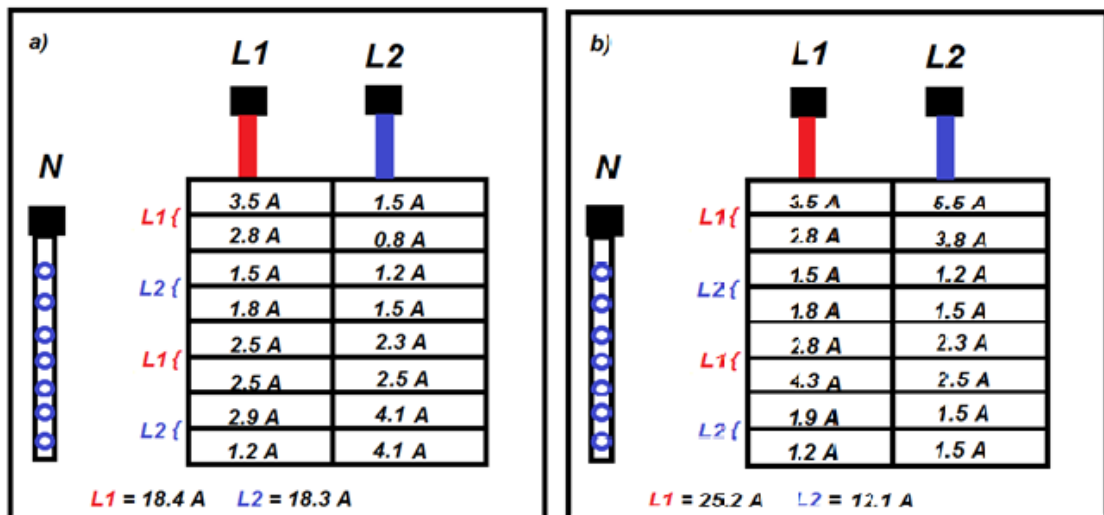 a)
L1 L2
N
L1 {
3.5 A 1.5 A
2.8 A 0.8 A
L2 {
1.5 A 1.2 A
1.8 A 1.5 A
L1 {
2.5 A 2.3 A
2.5 A 2.5 A
L2 {
2.9 A 4.1 A
1.2 A 4.1 A
L1 = 18.4 A L2 = 18.3 A
b)
L1 L2
N
L1 {
3.5 A 5.5 A
2.8 A 3.8 A
L2 {
1.5 A 1.2 A
1.8 A 1.5 A
L1 {
2.8 A 2.3 A
4.3 A 2.5 A
L2 {
1.9 A 1.5 A
1.2 A 1.5 A
L1 = 25.2 A L2 = 12.1 A